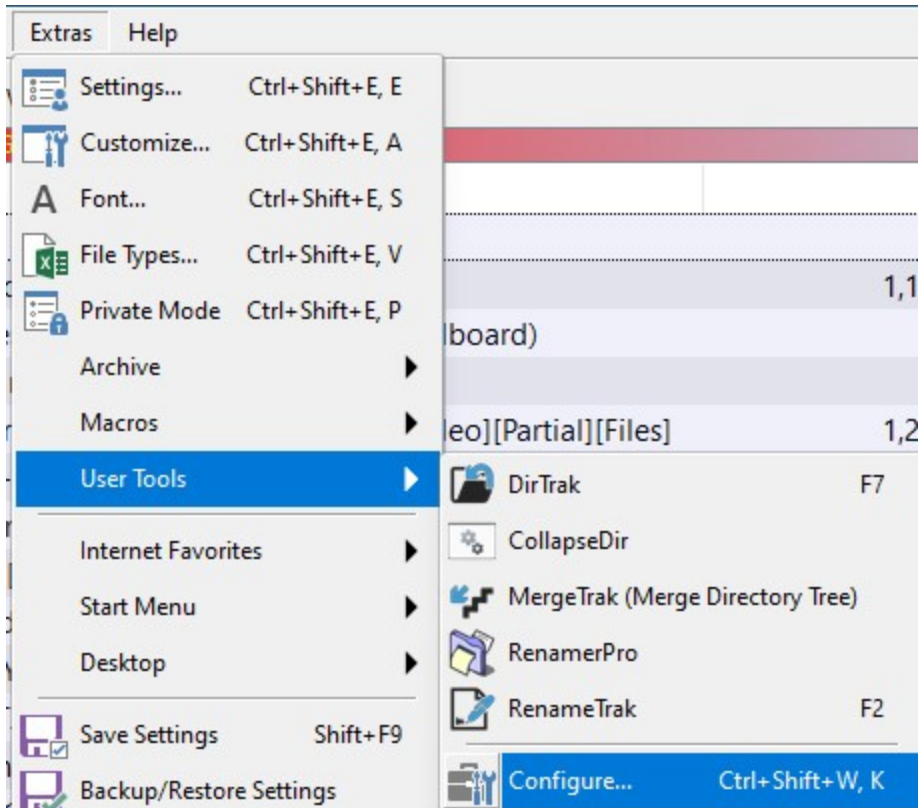 Extras Help
Settings... Ctrl+Shift+E, E
Customize... Ctrl+Shift+E, A
Font... Ctrl+Shift+E, S
File Types... Ctrl+Shift+E, V
Private Mode Ctrl+Shift+E, P
1,1
lboard)
Archive
Macros
eo][Partial][Files] 1,2
User Tools
DirTrak F7
CollapseDir
Internet Favorites
MergeTrak (Merge Directory Tree)
Start Menu
RenamerPro
Desktop
RenameTrak F2
Save Settings Shift+F9
Configure... Ctrl+Shift+W, K
Backup/Restore Settings